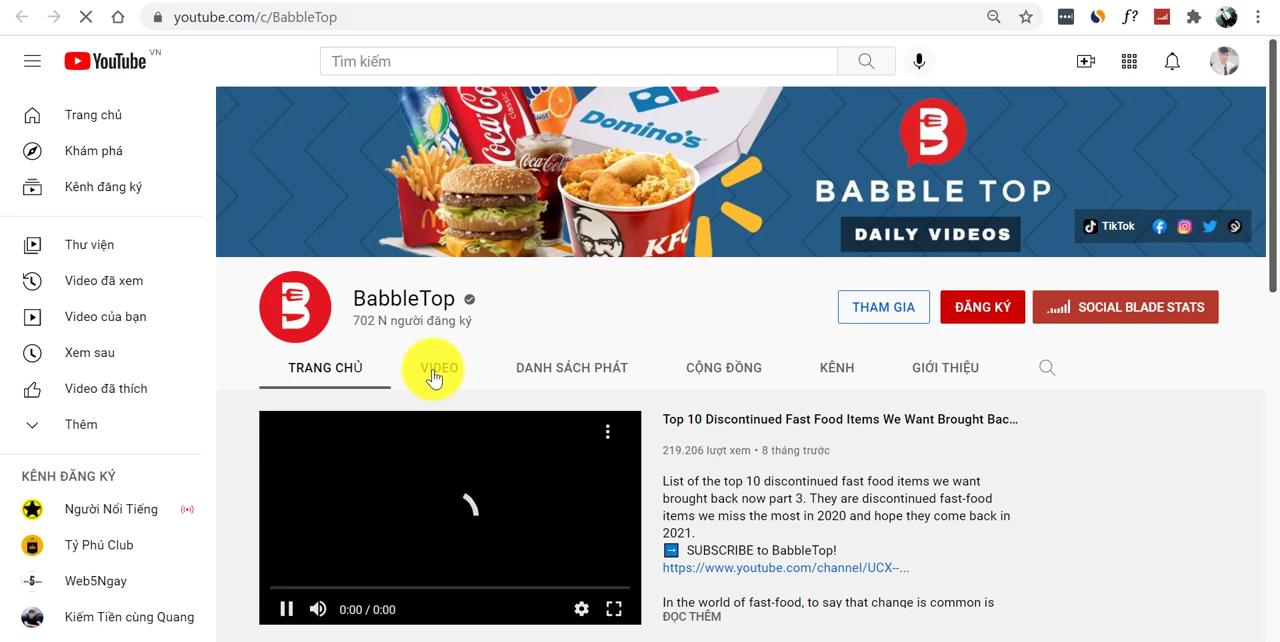 youtube.com/c/BabbleTop
f?
YouTube VN
Tìm kiếm
Trang chủ
Khám phá
Kênh đăng ký
Thư viện
Video đã xem
Video của bạn
Xem sau
Video đã thích
Thêm
KÊNH ĐĂNG KÝ
Người Nổi Tiếng
Tỷ Phú Club
Web5Ngay
Kiếm Tiền cùng Quang
Coca-Cola
classic
Domino's
Coca-Cola
KFC
B
BABBLE TOP
DAILY VIDEOS
TikTok
B
BabbleTop
702 N người đăng ký
THAM GIA
ĐĂNG KÝ
SOCIAL BLADE STATS
TRANG CHỦ
VIDEO
DANH SÁCH PHÁT
CỘNG ĐỒNG
KÊNH
GIỚI THIỆU
0:00 / 0:00
Top 10 Discontinued Fast Food Items We Want Brought Bac...
219.206 lượt xem • 8 tháng trước
List of the top 10 discontinued fast food items we want
brought back now part 3. They are discontinued fast-food
items we miss the most in 2020 and hope they come back in
2021.
➡ SUBSCRIBE to BabbleTop!
https://www.youtube.com/channel/UCX--...
In the world of fast-food, to say that change is common is
ĐỌC THÊM